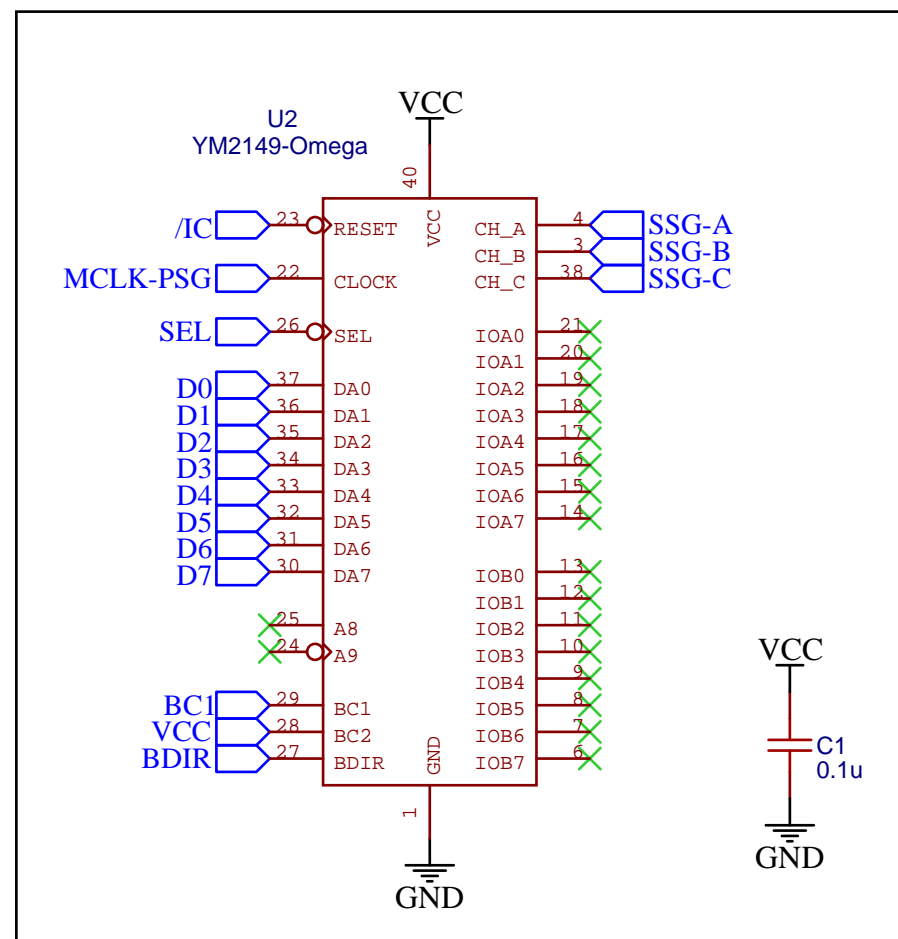 U2
YM2149-Omega
VCC
40
VCC
/IC 23 RESET
MCLK-PSG 22 CLOCK
SEL 26 SEL
D0 37 DA0
D1 36 DA1
D2 35 DA2
D3 34 DA3
D4 33 DA4
D5 32 DA5
D6 31 DA6
D7 30 DA7
25 A8
24 A9
BC1 29 BC1
VCC 28 BC2
BDIR 27 BDIR
CH_A 4 SSG-A
CH_B 3 SSG-B
CH_C 38 SSG-C
IOA0 21
IOA1 20
IOA2 19
IOA3 18
IOA4 17
IOA5 16
IOA6 15
IOA7 14
IOB0 13
IOB1 12
IOB2 11
IOB3 10
IOB4 9
IOB5 8
IOB6 7
IOB7 6
GND
1
GND
VCC
C1
0.1u
GND